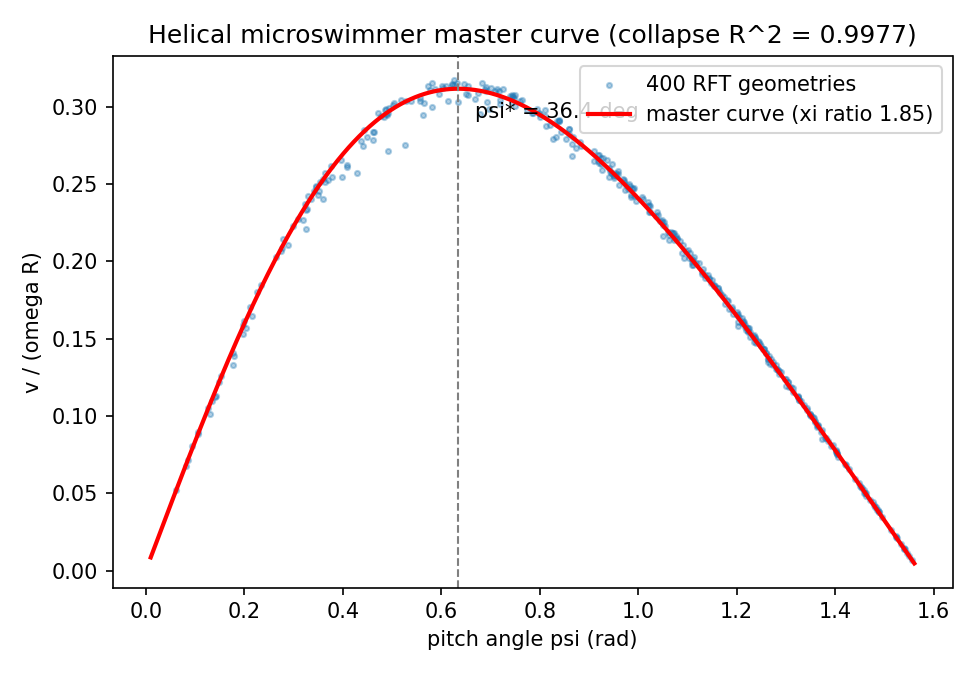 Helical microswimmer master curve (collapse R^2 = 0.9977)
400 RFT geometries
master curve (xi ratio 1.85)
psi* = 36.4 deg
v / (omega R)
0.30
0.25
0.20
0.15
0.10
0.05
0.00
0.0 0.2 0.4 0.6 0.8 1.0 1.2 1.4 1.6
pitch angle psi (rad)